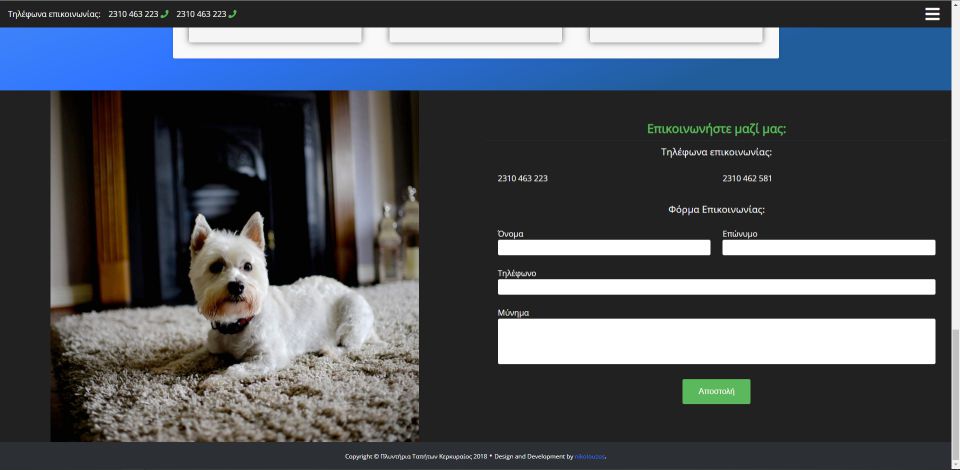 Τηλέφωνα επικοινωνίας: 2310 463 223 2310 463 223
Επικοινωνήστε μαζί μας:
Τηλέφωνα επικοινωνίας:
2310 463 223 2310 462 581
Φόρμα Επικοινωνίας:
Όνομα Επώνυμο
Τηλέφωνο
Μύνημα
Αποστολή
Copyright © Πλυντήρια Ταπήτων Κερκυραίος 2018 • Design and Development by nikolouzos.